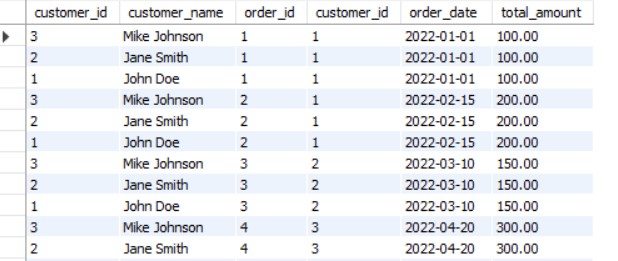 customer_id customer_name order_id customer_id order_date total_amount
3 Mike Johnson 1 1 2022-01-01 100.00
2 Jane Smith 1 1 2022-01-01 100.00
1 John Doe 1 1 2022-01-01 100.00
3 Mike Johnson 2 1 2022-02-15 200.00
2 Jane Smith 2 1 2022-02-15 200.00
1 John Doe 2 1 2022-02-15 200.00
3 Mike Johnson 3 2 2022-03-10 150.00
2 Jane Smith 3 2 2022-03-10 150.00
1 John Doe 3 2 2022-03-10 150.00
3 Mike Johnson 4 3 2022-04-20 300.00
2 Jane Smith 4 3 2022-04-20 300.00